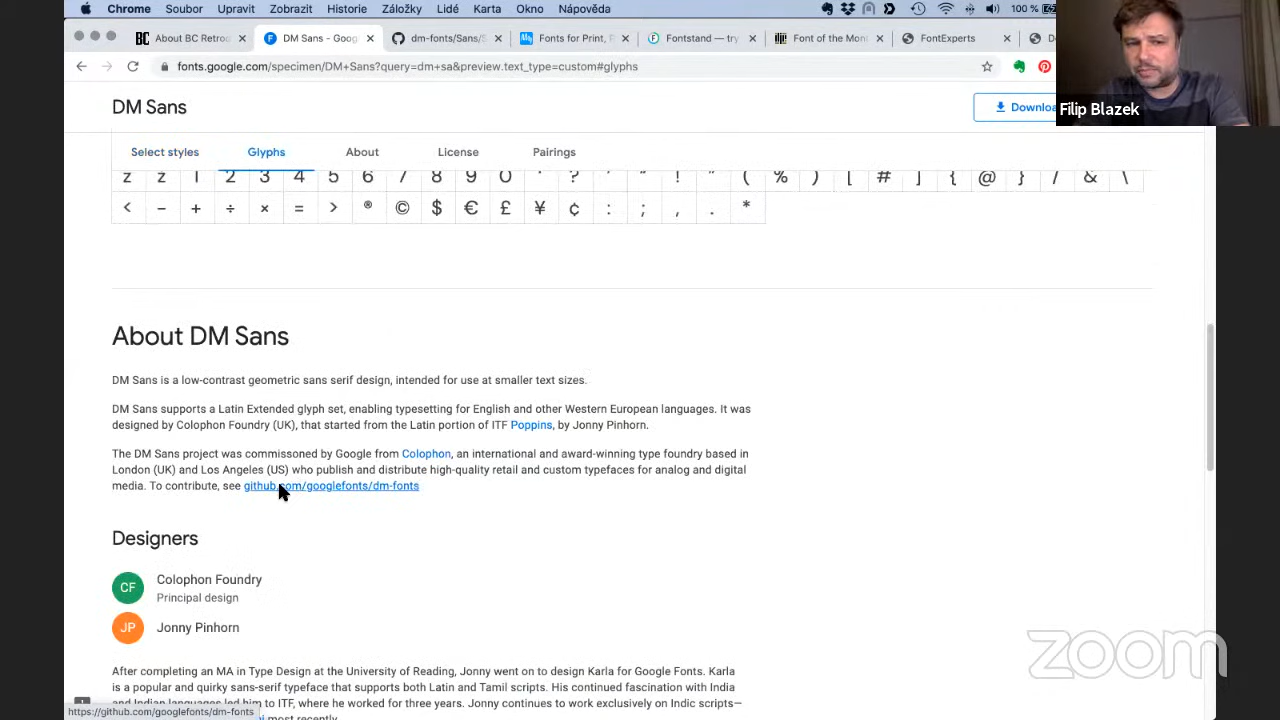 Chrome Soubor Upravit Zobrazit Historie Záložky Lidé Karta Okno Nápověda 100 %
About BC Retrou DM Sans - Goog dm-fonts/Sans/S Fonts for Print, R Fontstand — try Font of the Mon FontExperts
fonts.google.com/specimen/DM+Sans?query=dm+sa&preview.text_type=custom#glyphs
Filip Blazek
DM Sans Downloa
Select styles Glyphs About License Pairings
z ž 1 2 3 4 5 6 7 8 9 0 ‘ ? ’ “ ! ” ( % ) [ # ] { @ } / & \
< − + ÷ × = > ® © $ € £ ¥ ¢ : ; , . *
About DM Sans
DM Sans is a low-contrast geometric sans serif design, intended for use at smaller text sizes.
DM Sans supports a Latin Extended glyph set, enabling typesetting for English and other Western European languages. It was
designed by Colophon Foundry (UK), that started from the Latin portion of ITF Poppins, by Jonny Pinhorn.
The DM Sans project was commissoned by Google from Colophon, an international and award-winning type foundry based in
London (UK) and Los Angeles (US) who publish and distribute high-quality retail and custom typefaces for analog and digital
media. To contribute, see github.com/googlefonts/dm-fonts
Designers
CF Colophon Foundry
Principal design
JP Jonny Pinhorn
After completing an MA in Type Design at the University of Reading, Jonny went on to design Karla for Google Fonts. Karla
is a popular and quirky sans-serif typeface that supports both Latin and Tamil scripts. His continued fascination with India
and Indian languages led him to ITF, where he worked for three years. Jonny continues to work exclusively on Indic scripts—
most recently.
https://github.com/googlefonts/dm-fonts
zoom